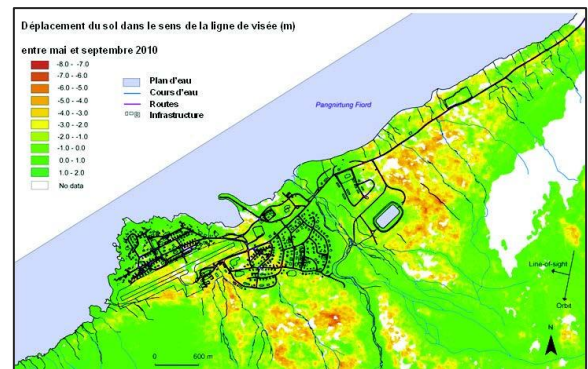 Déplacement du sol dans le sens de la ligne de visée (m)
entre mai et septembre 2010
-8.0 - -7.0
-7.0 - -6.0
-6.0 - -5.0
-5.0 - -4.0
-4.0 - -3.0
-3.0 - -2.0
-2.0 - -1.0
-1.0 - 0.0
0.0 - 1.0
1.0 - 2.0
No data
Plan d'eau
Cours d'eau
Routes
Infrastructure
Pangnirtung Fiord
Line-of-sight
Orbit
N
0 600 m